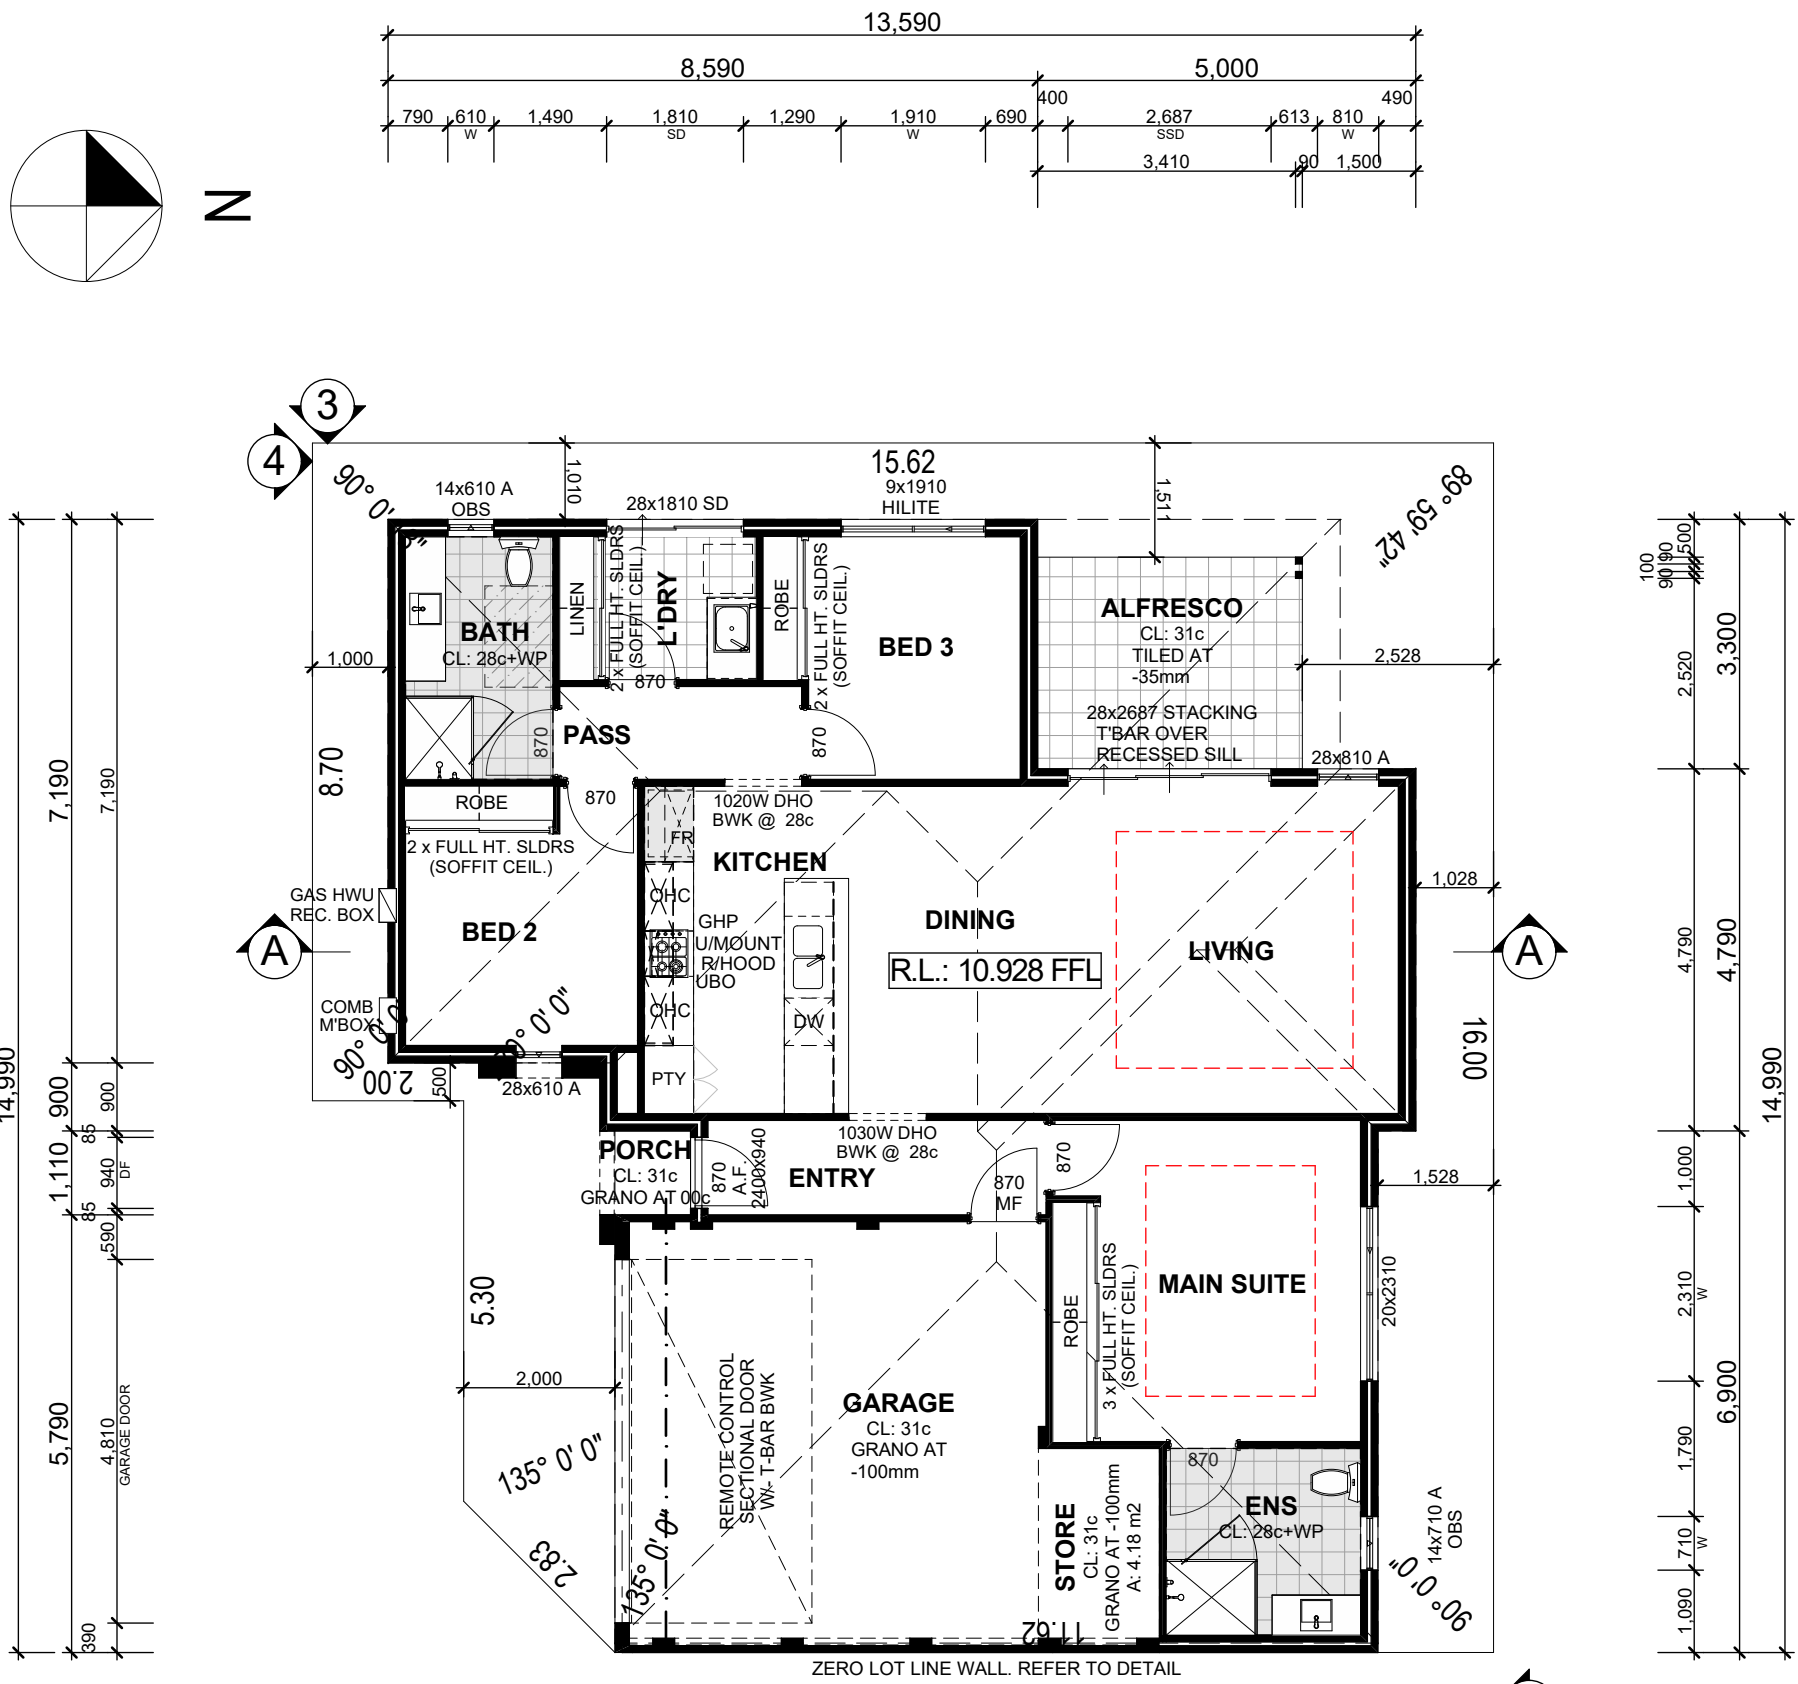 13,590
8,590
5,000
400
490
790
610
W
1,490
1,810
SD
1,290
1,910
W
690
2,687
SSD
613
810
W
3,410
90
1,500
N
3
4
90° 0' 0"
1,010
15.62
1,511
89° 59' 42"
14x610 A
OBS
28x1810 SD
9x1910
HILITE
BATH
CL: 28c+WP
LINEN
2 x FULL HT. SLDRS
(SOFFIT CEIL.)
L'DRY
870
ROBE
2 x FULL HT. SLDRS
(SOFFIT CEIL.)
BED 3
ALFRESCO
CL: 31c
TILED AT
-35mm
28x2687 STACKING
T'BAR OVER
RECESSED SILL
28x810 A
2,528
1,000
8.70
870
PASS
870
870
ROBE
2 x FULL HT. SLDRS
(SOFFIT CEIL.)
1020W DHO
BWK @ 28c
FR
KITCHEN
OHC
GHP
U/MOUNT
R/HOOD
UBO
OHC
DW
PTY
DINING
R.L.: 10.928 FFL
LIVING
1,028
GAS HWU
REC. BOX
A
BED 2
A
COMB
M'BOX
90° 0' 0"
90° 0' 0"
2.00
500
28x610 A
16.00
PORCH
CL: 31c
GRANO AT 00c
870
A.F.
2400x940
1030W DHO
BWK @ 28c
ENTRY
870
MF
870
1,528
5.30
2,000
135° 0' 0"
2.83
135° 0' 0"
REMOTE CONTROL
SECTIONAL DOOR
W/- T-BAR BWK
GARAGE
CL: 31c
GRANO AT
-100mm
ROBE
3 x FULL HT. SLDRS
(SOFFIT CEIL.)
MAIN SUITE
20x2310
870
ENS
CL: 28c+WP
STORE
CL: 31c
GRANO AT -100mm
A: 4.18 m2
14x710 A
OBS
90° 0' 0"
11.62
ZERO LOT LINE WALL. REFER TO DETAIL
14,990
7,190
900
1,110
5,790
7,190
900
85
940
DF
85
590
4,810
GARAGE DOOR
390
500
90
100
90
2,520
4,790
1,000
2,310
W
1,790
710
W
1,090
3,300
4,790
6,900
14,990